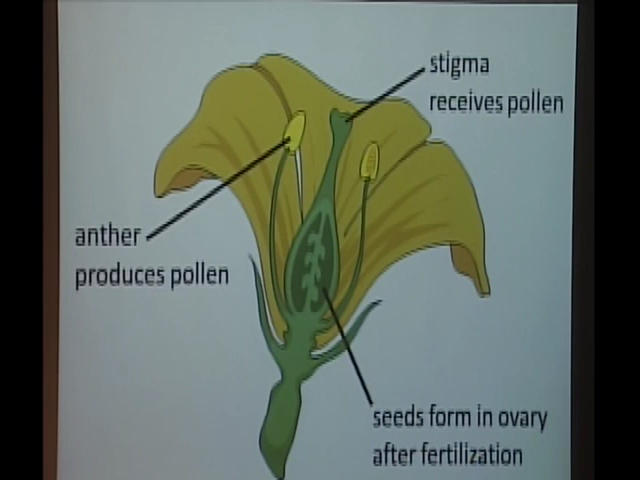 stigma
receives pollen
anther
produces pollen
seeds form in ovary
after fertilization